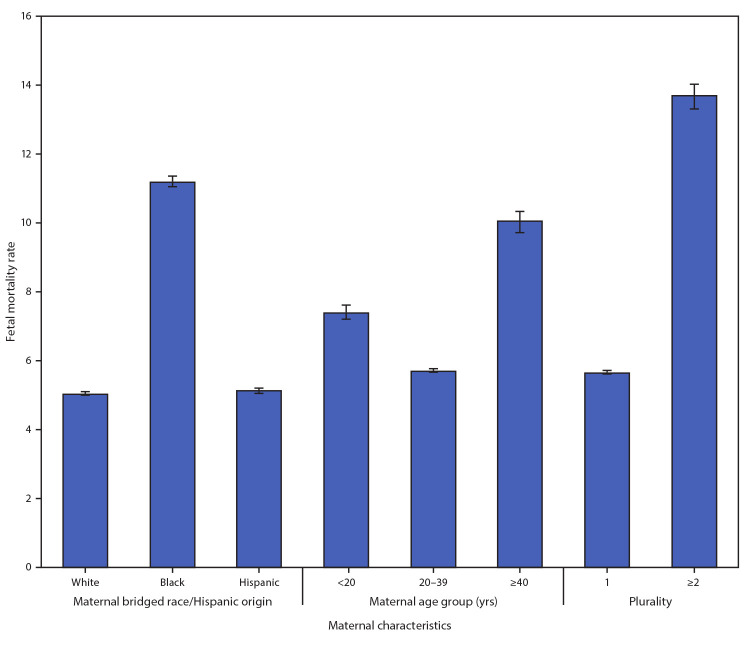 16
14
12
10
8
6
4
2
0
Fetal mortality rate
White Black Hispanic <20 20–39 ≥40 1 ≥2
Maternal bridged race/Hispanic origin Maternal age group (yrs) Plurality
Maternal characteristics